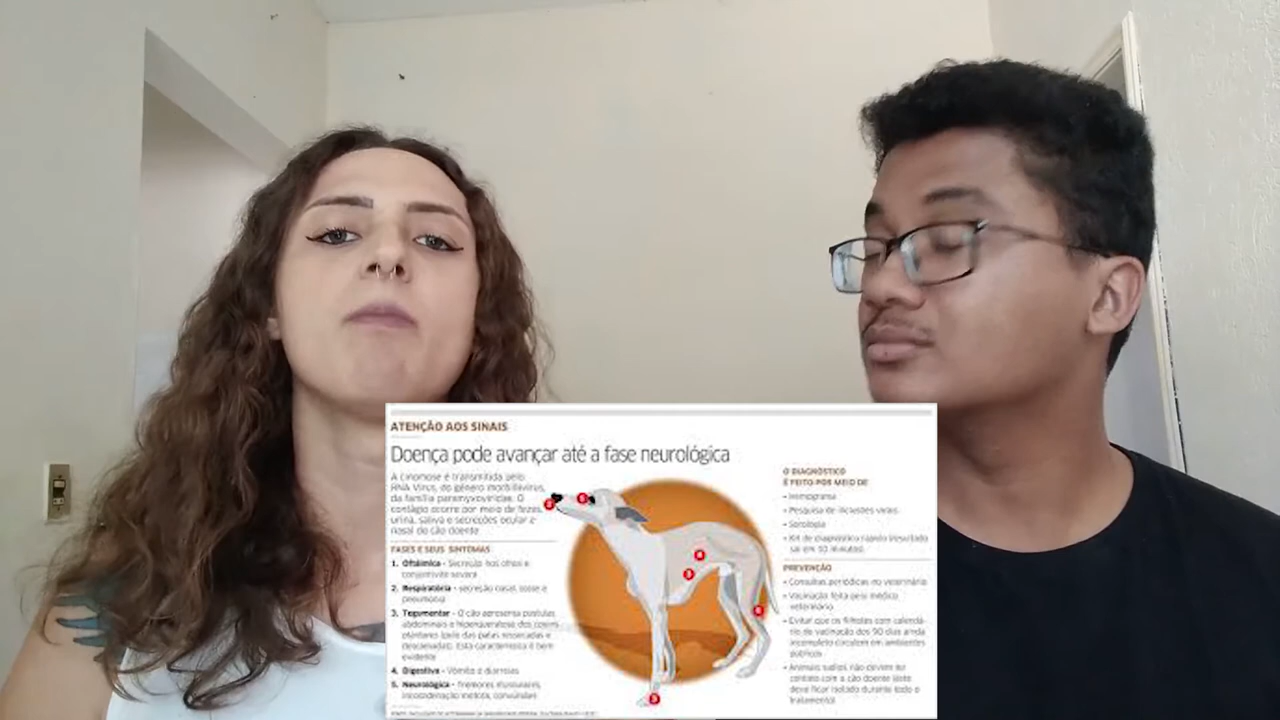 ATENÇÃO AOS SINAIS
Doença pode avançar até a fase neurológica
A cinomose é transmitida pelo
RNA Vírus, do gênero morbillivirus,
da família paramyxoviridae. O
contágio ocorre por meio de fezes,
urina, saliva e secreções ocular e
nasal do cão doente
FASES E SEUS SINTOMAS
1. Oftálmica - Secreção nos olhos e
conjuntivite severa
2. Respiratória - secreção nasal, tosse e
pneumonia
3. Tegumentar - O cão apresenta pústulas
abdominais e hiperqueratose dos coxins
plantares (pele das patas ressecadas e
descamadas). Esta característica é bem
evidente
4. Digestiva - Vômito e diarreias
5. Neurológica - Tremores musculares,
incoordenação motora, convulsões
O DIAGNÓSTICO
É FEITO POR MEIO DE
• Hemograma
• Pesquisa de inclusões virais
• Sorologia
• Kit de diagnóstico rápido (resultado
sai em 10 minutos)
PREVENÇÃO
• Consultas periódicas no veterinário
• Vacinação feita pelo médico
veterinário
• Evitar que os filhotes com calendá-
rio de vacinação dos 90 dias ainda
incompleto circulem em ambientes
públicos
• Animais sadios não devem ter
contato com a cão doente (este
deve ficar isolado durante todo o
tratamento)